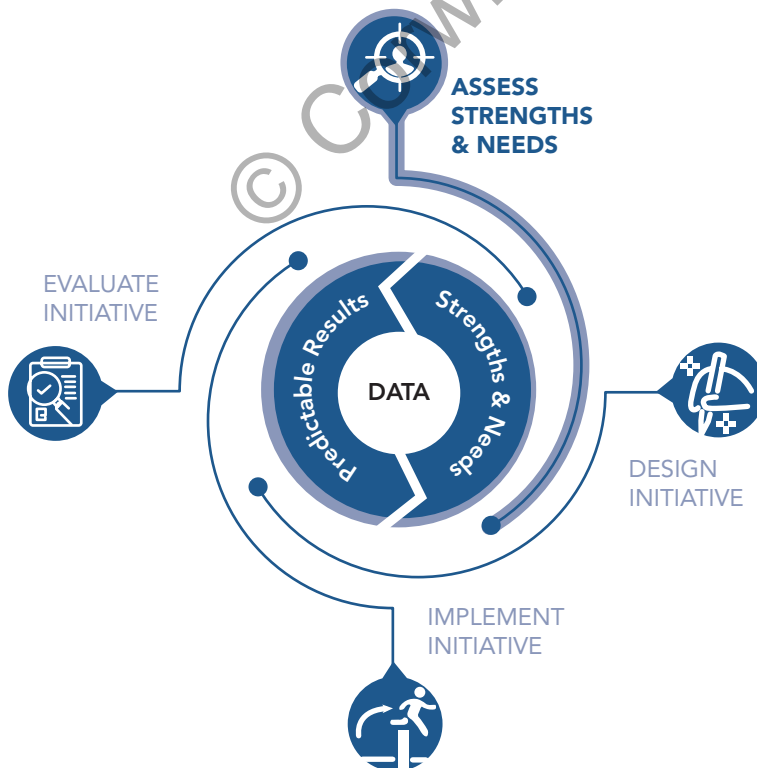 ©
ASSESS
STRENGTHS
& NEEDS
EVALUATE
INITIATIVE
Predictable Results
Strengths & Needs
DATA
DESIGN
INITIATIVE
IMPLEMENT
INITIATIVE